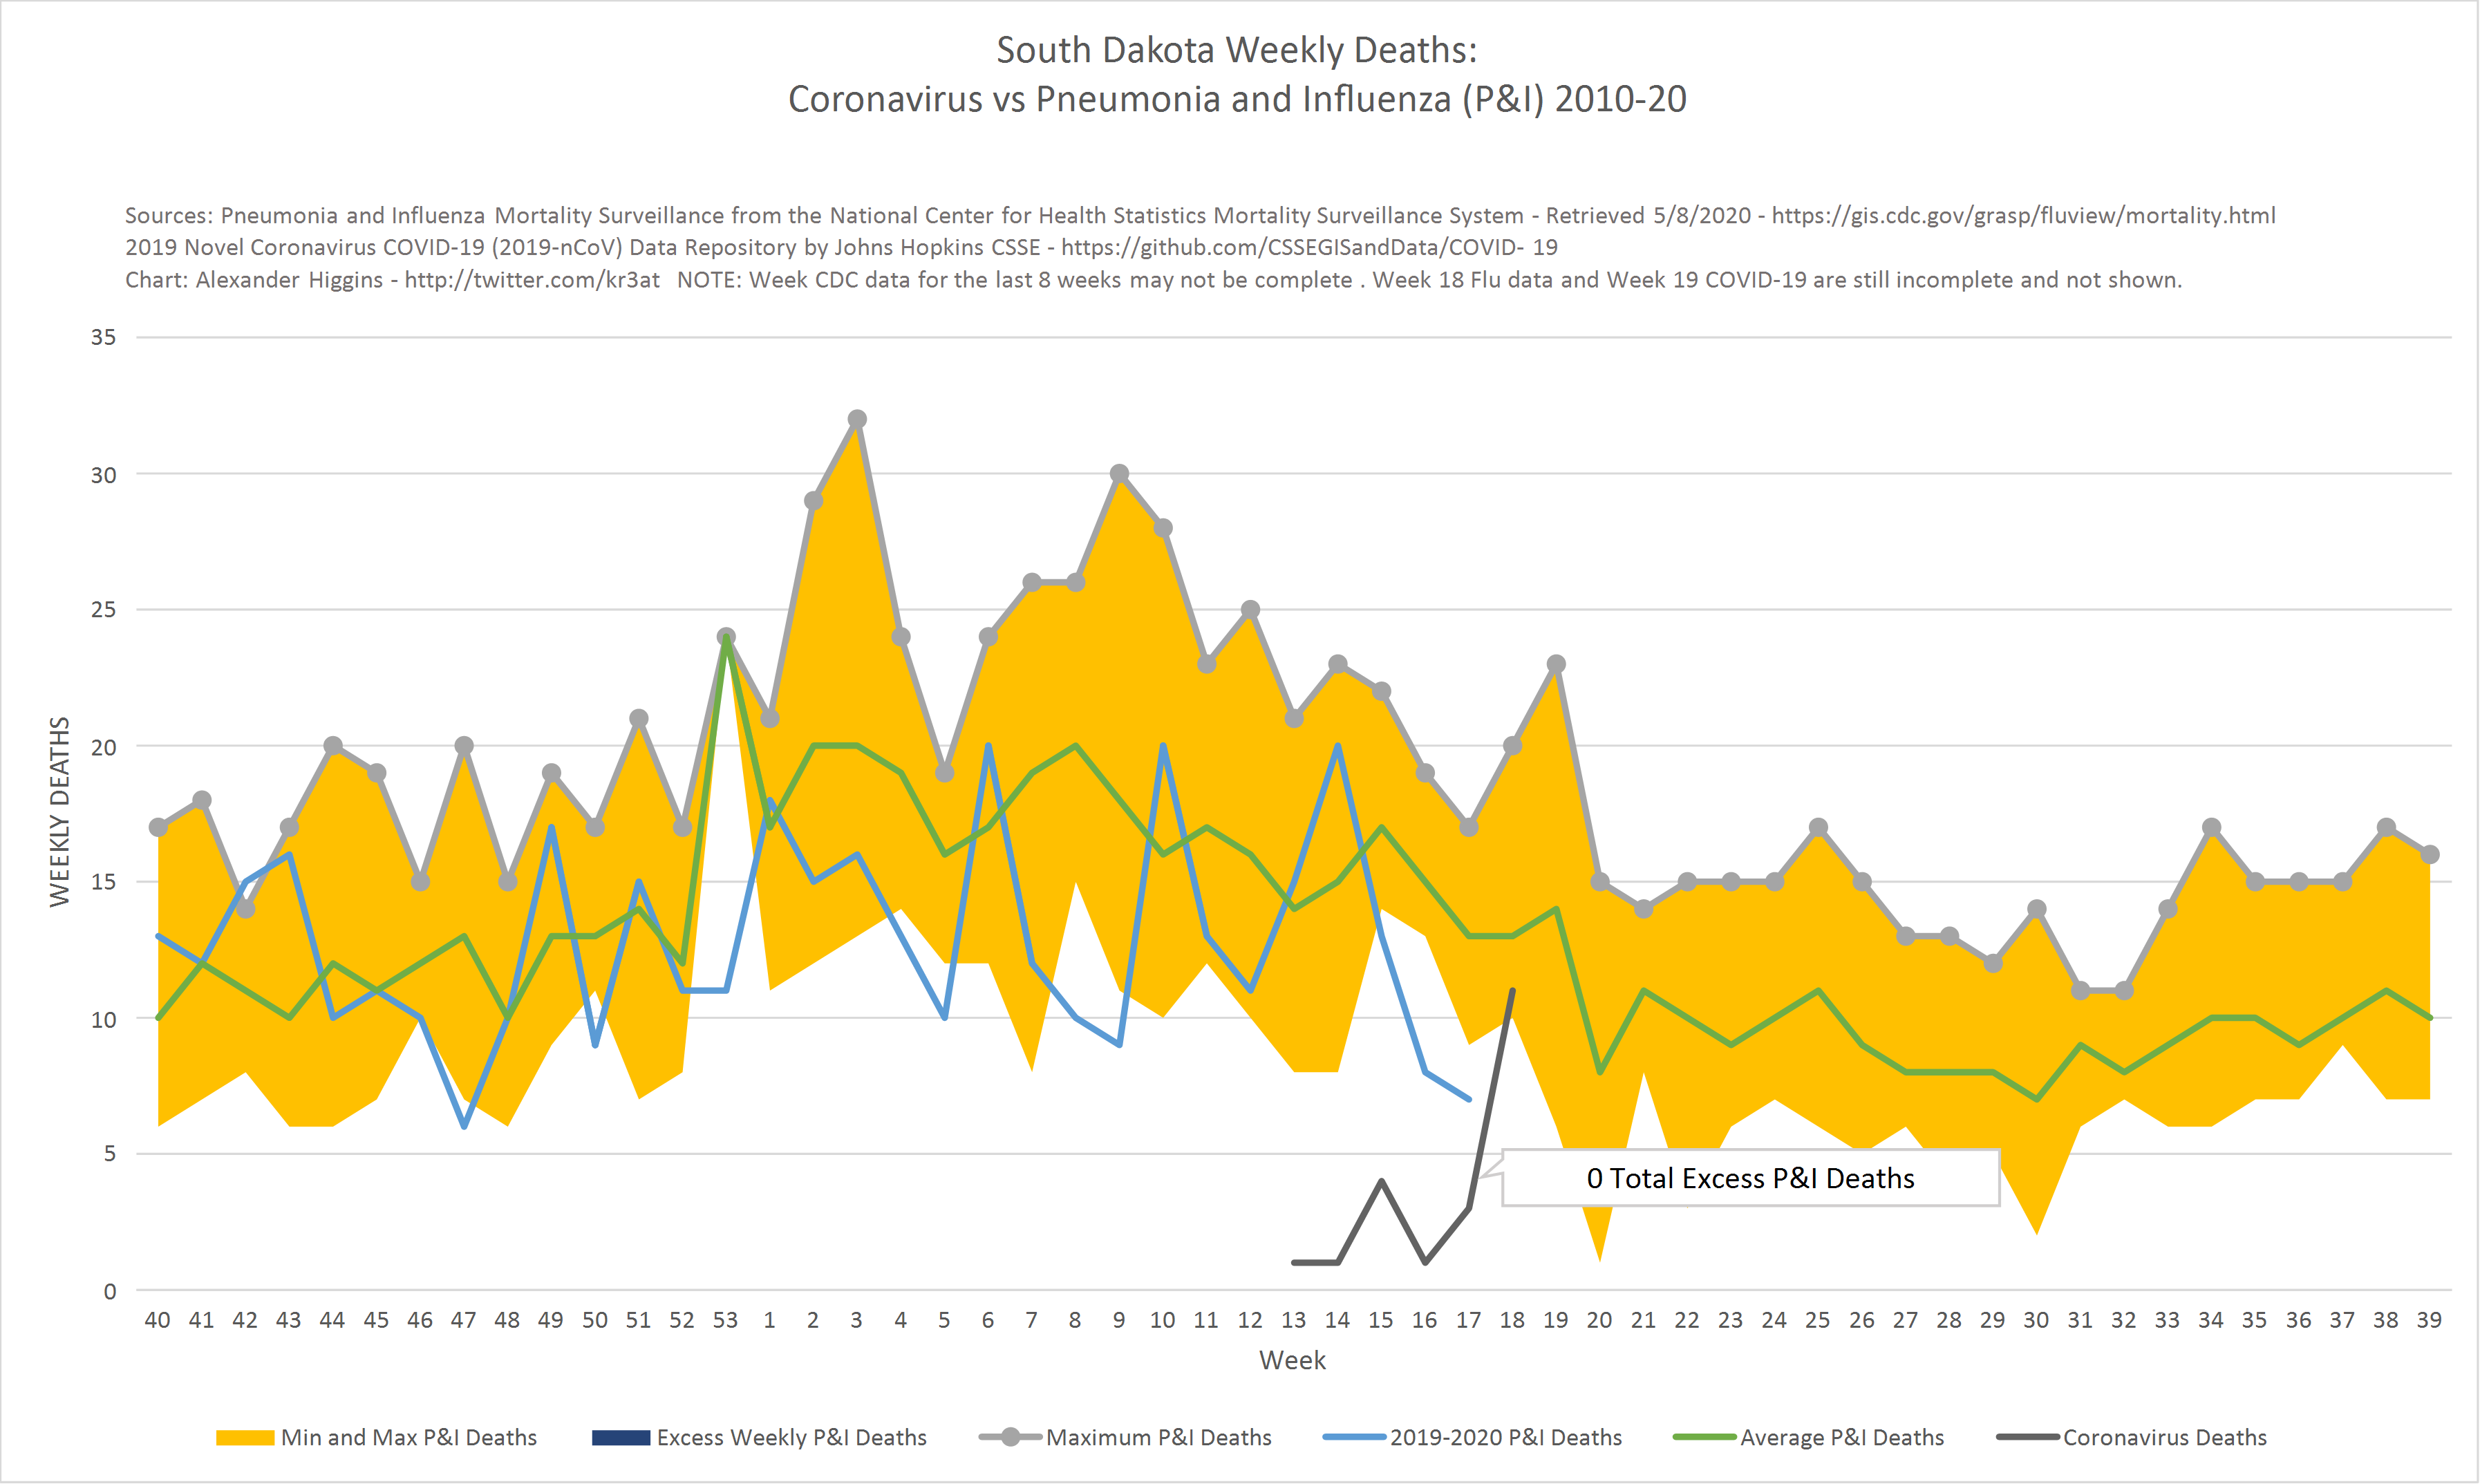 South Dakota Weekly Deaths:
Coronavirus vs Pneumonia and Influenza (P&I) 2010-20
Sources: Pneumonia and Influenza Mortality Surveillance from the National Center for Health Statistics Mortality Surveillance System - Retrieved 5/8/2020 - https://gis.cdc.gov/grasp/fluview/mortality.html
2019 Novel Coronavirus COVID-19 (2019-nCoV) Data Repository by Johns Hopkins CSSE - https://github.com/CSSEGISandData/COVID- 19
Chart: Alexander Higgins - http://twitter.com/kr3at NOTE: Week CDC data for the last 8 weeks may not be complete . Week 18 Flu data and Week 19 COVID-19 are still incomplete and not shown.
35
30
25
20
15
10
5
0
WEEKLY DEATHS
0 Total Excess P&I Deaths
40 41 42 43 44 45 46 47 48 49 50 51 52 53 1 2 3 4 5 6 7 8 9 10 11 12 13 14 15 16 17 18 19 20 21 22 23 24 25 26 27 28 29 30 31 32 33 34 35 36 37 38 39
Week
Min and Max P&I Deaths Excess Weekly P&I Deaths Maximum P&I Deaths 2019-2020 P&I Deaths Average P&I Deaths Coronavirus Deaths